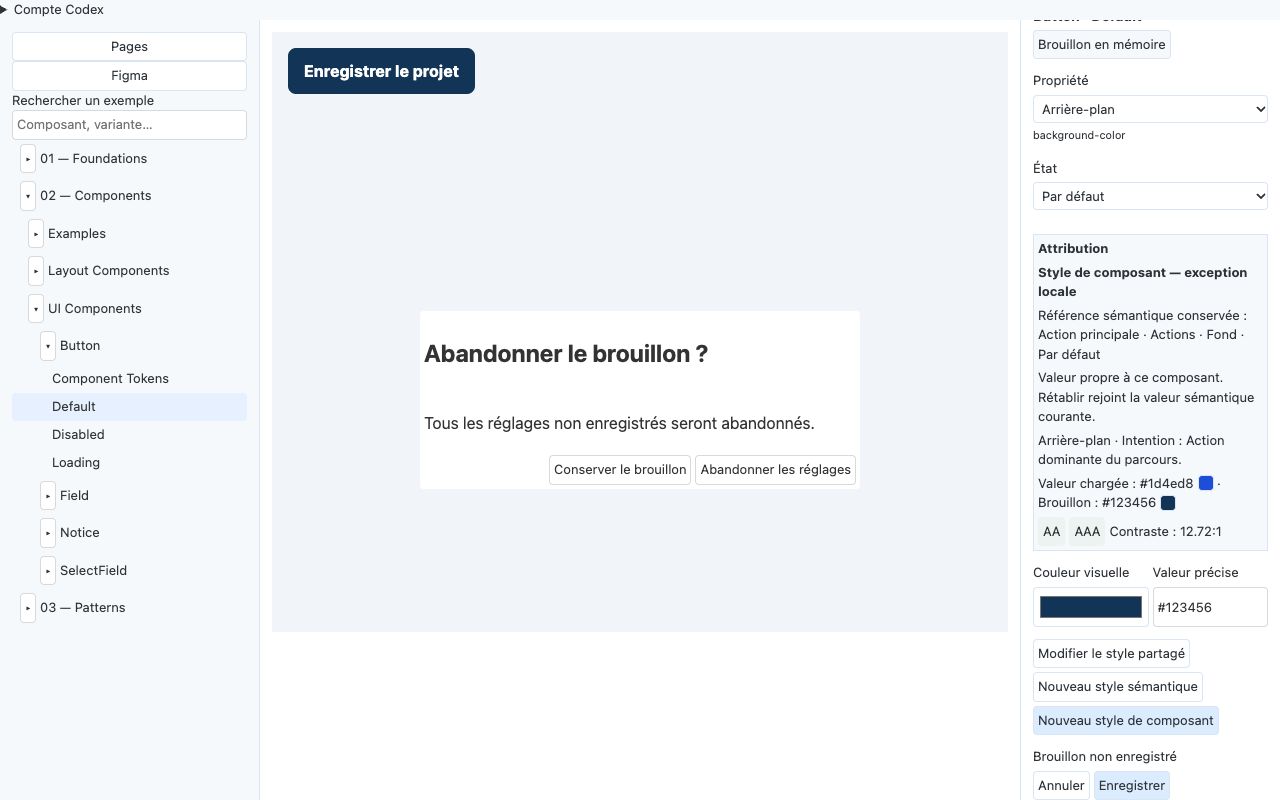 Compte Codex
Pages
Figma
Rechercher un exemple
Composant, variante…
01 — Foundations
02 — Components
Examples
Layout Components
UI Components
Button
Component Tokens
Default
Disabled
Loading
Field
Notice
SelectField
03 — Patterns
Enregistrer le projet
Abandonner le brouillon ?
Tous les réglages non enregistrés seront abandonnés.
Conserver le brouillon
Abandonner les réglages
Brouillon en mémoire
Propriété
Arrière-plan
background-color
État
Par défaut
Attribution
Style de composant — exception
locale
Référence sémantique conservée :
Action principale · Actions · Fond ·
Par défaut
Valeur propre à ce composant.
Rétablir rejoint la valeur sémantique
courante.
Arrière-plan · Intention : Action
dominante du parcours.
Valeur chargée : #1d4ed8 ·
Brouillon : #123456
AA AAA Contraste : 12.72:1
Couleur visuelle Valeur précise
#123456
Modifier le style partagé
Nouveau style sémantique
Nouveau style de composant
Brouillon non enregistré
Annuler Enregistrer